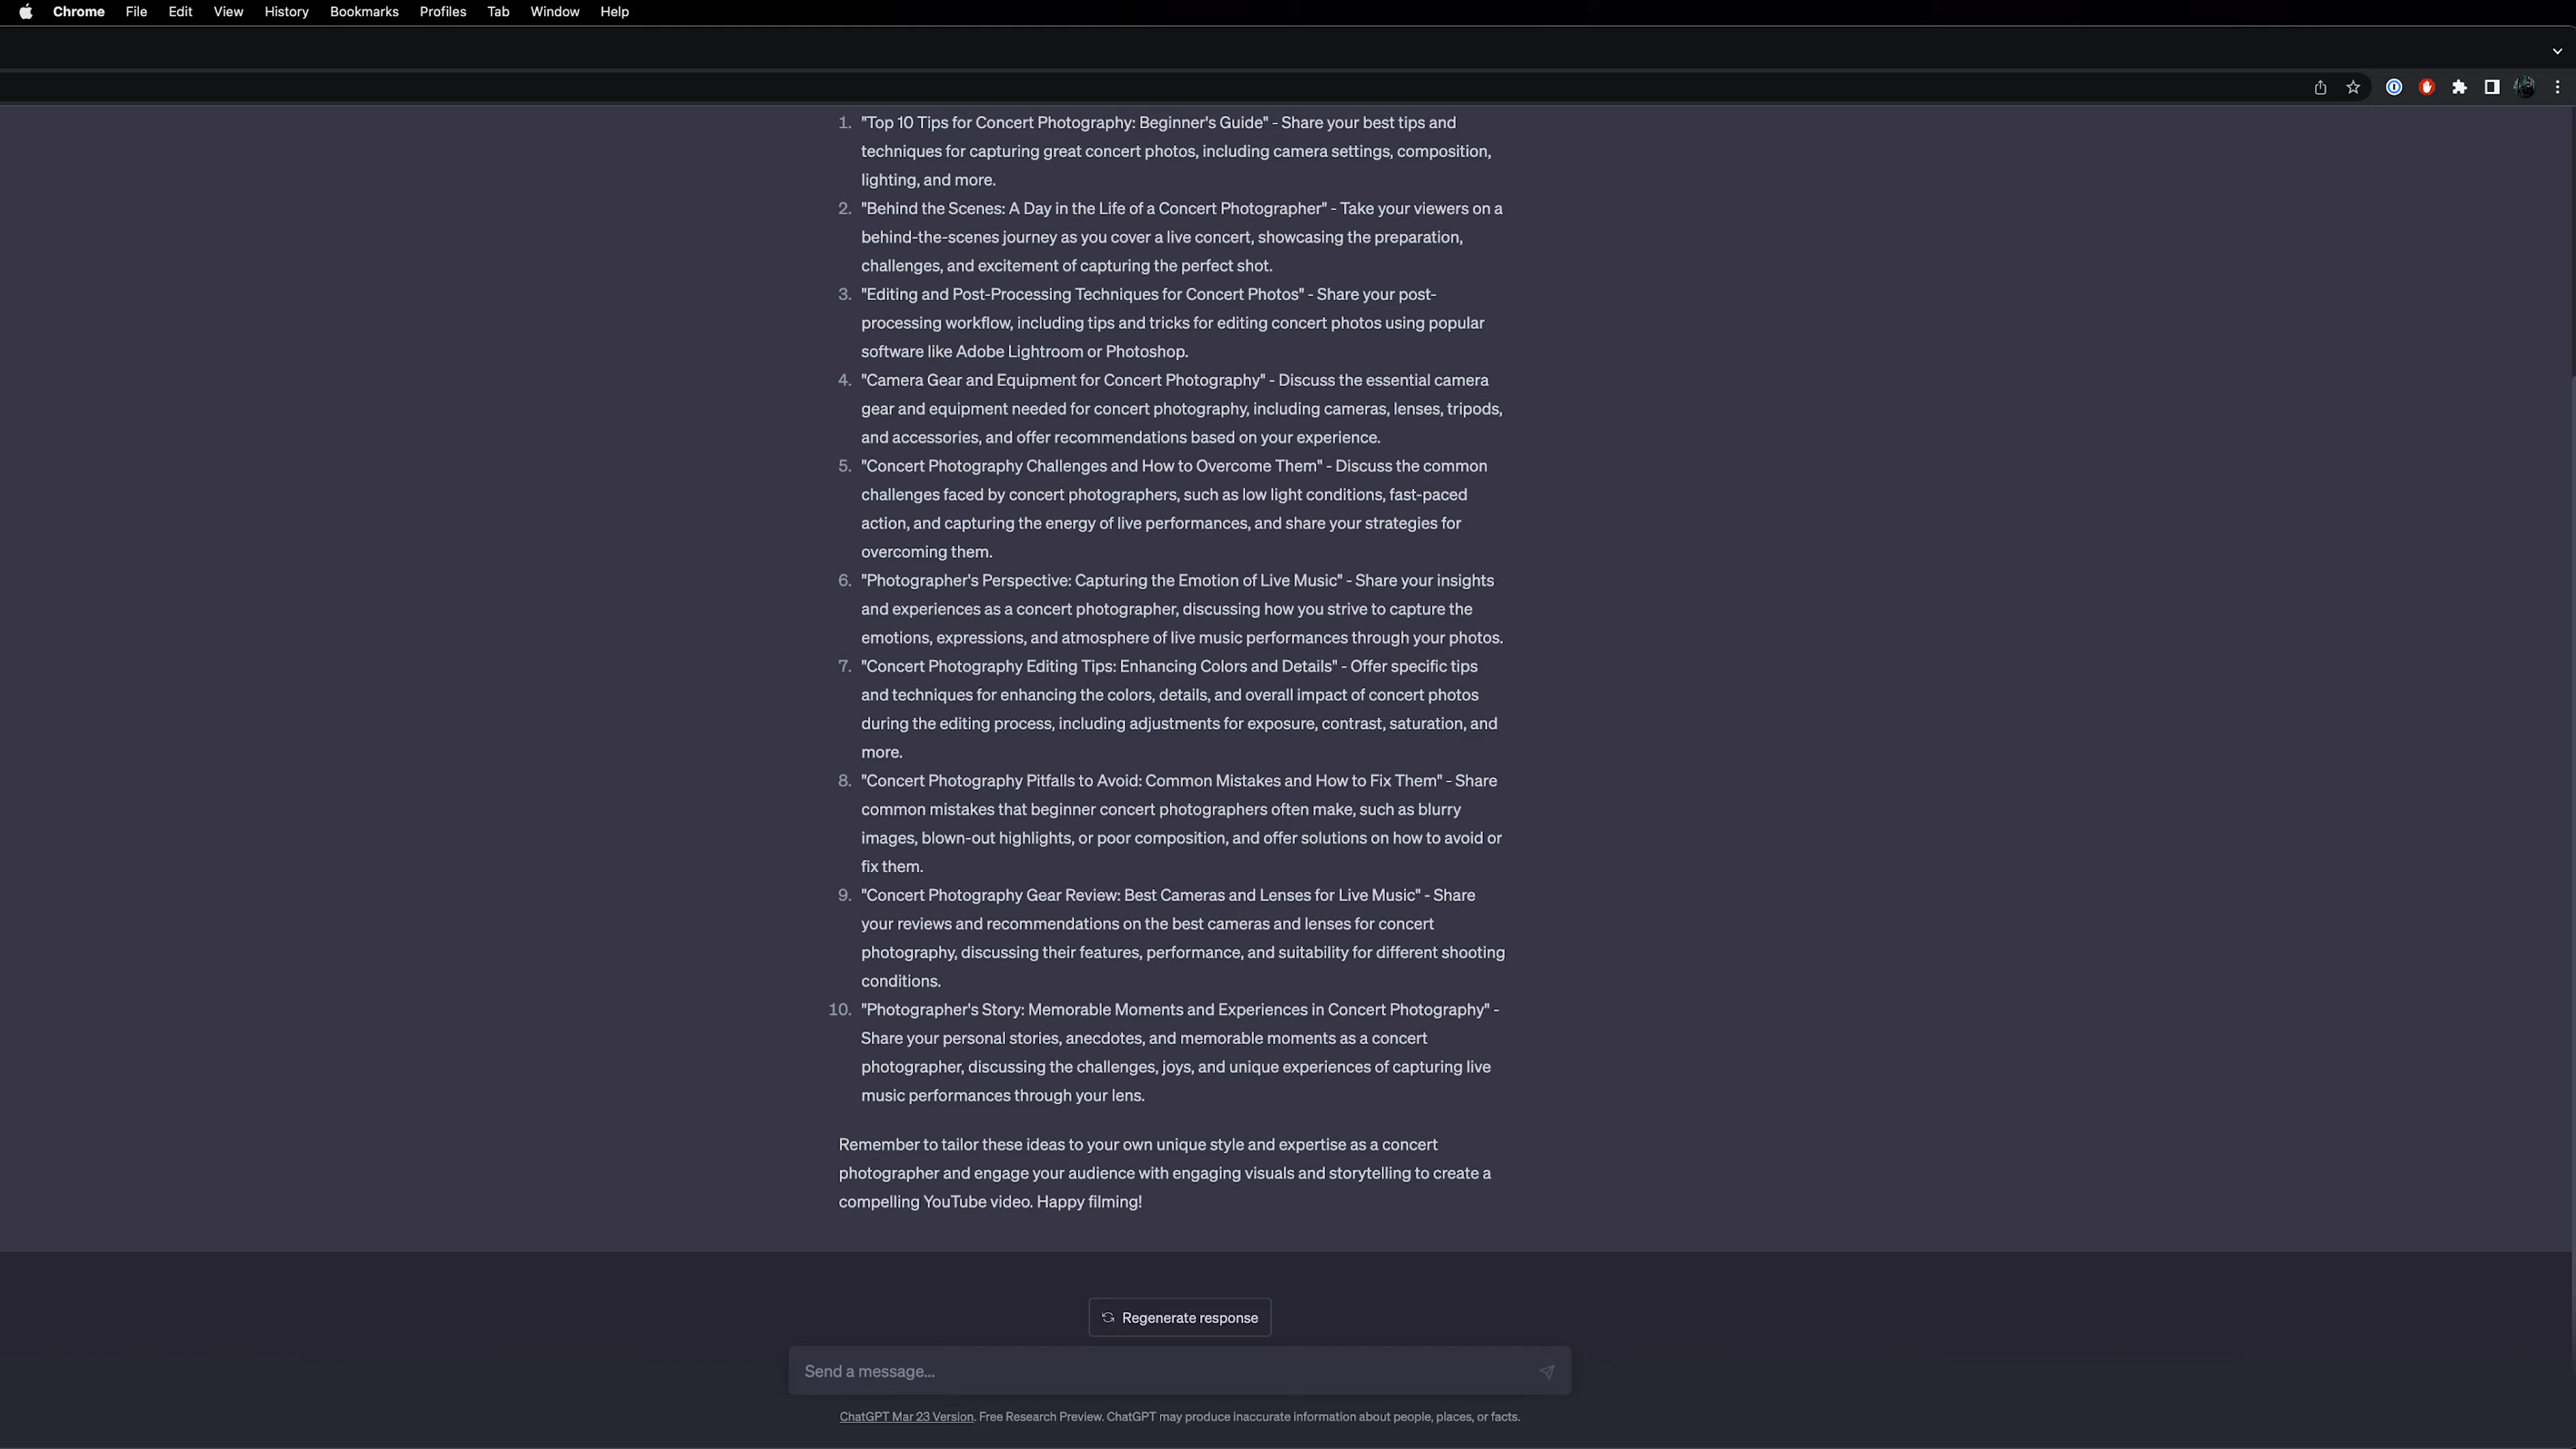 Chrome File Edit View History Bookmarks Profiles Tab Window Help
1. "Top 10 Tips for Concert Photography: Beginner's Guide" - Share your best tips and
techniques for capturing great concert photos, including camera settings, composition,
lighting, and more.
2. "Behind the Scenes: A Day in the Life of a Concert Photographer" - Take your viewers on a
behind-the-scenes journey as you cover a live concert, showcasing the preparation,
challenges, and excitement of capturing the perfect shot.
3. "Editing and Post-Processing Techniques for Concert Photos" - Share your post-
processing workflow, including tips and tricks for editing concert photos using popular
software like Adobe Lightroom or Photoshop.
4. "Camera Gear and Equipment for Concert Photography" - Discuss the essential camera
gear and equipment needed for concert photography, including cameras, lenses, tripods,
and accessories, and offer recommendations based on your experience.
5. "Concert Photography Challenges and How to Overcome Them" - Discuss the common
challenges faced by concert photographers, such as low light conditions, fast-paced
action, and capturing the energy of live performances, and share your strategies for
overcoming them.
6. "Photographer's Perspective: Capturing the Emotion of Live Music" - Share your insights
and experiences as a concert photographer, discussing how you strive to capture the
emotions, expressions, and atmosphere of live music performances through your photos.
7. "Concert Photography Editing Tips: Enhancing Colors and Details" - Offer specific tips
and techniques for enhancing the colors, details, and overall impact of concert photos
during the editing process, including adjustments for exposure, contrast, saturation, and
more.
8. "Concert Photography Pitfalls to Avoid: Common Mistakes and How to Fix Them" - Share
common mistakes that beginner concert photographers often make, such as blurry
images, blown-out highlights, or poor composition, and offer solutions on how to avoid or
fix them.
9. "Concert Photography Gear Review: Best Cameras and Lenses for Live Music" - Share
your reviews and recommendations on the best cameras and lenses for concert
photography, discussing their features, performance, and suitability for different shooting
conditions.
10. "Photographer's Story: Memorable Moments and Experiences in Concert Photography" -
Share your personal stories, anecdotes, and memorable moments as a concert
photographer, discussing the challenges, joys, and unique experiences of capturing live
music performances through your lens.
Remember to tailor these ideas to your own unique style and expertise as a concert
photographer and engage your audience with engaging visuals and storytelling to create a
compelling YouTube video. Happy filming!
Regenerate response
Send a message...
ChatGPT Mar 23 Version. Free Research Preview. ChatGPT may produce inaccurate information about people, places, or facts.